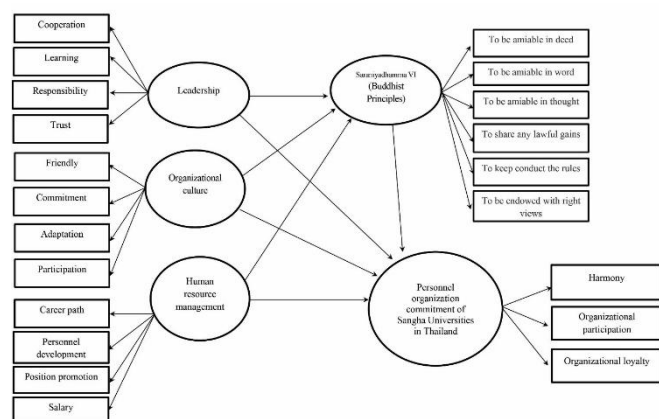 Cooperation
Learning
Responsibility
Trust
Friendly
Commitment
Adaptation
Participation
Career path
Personnel
development
Position promotion
Salary
Leadership
Organizational
culture
Human
resource
management
VI
(Buddhist
Principles)
Personnel
organization
commitment of
Sangha Universities
in Thailand
To be amiable in deed
To be amiable in word
To be amiable in thought
To share any lawful gains
To keep conduct the rules
To be endowed with right
views
Harmony
Organizational
participation
Organizational loyalty